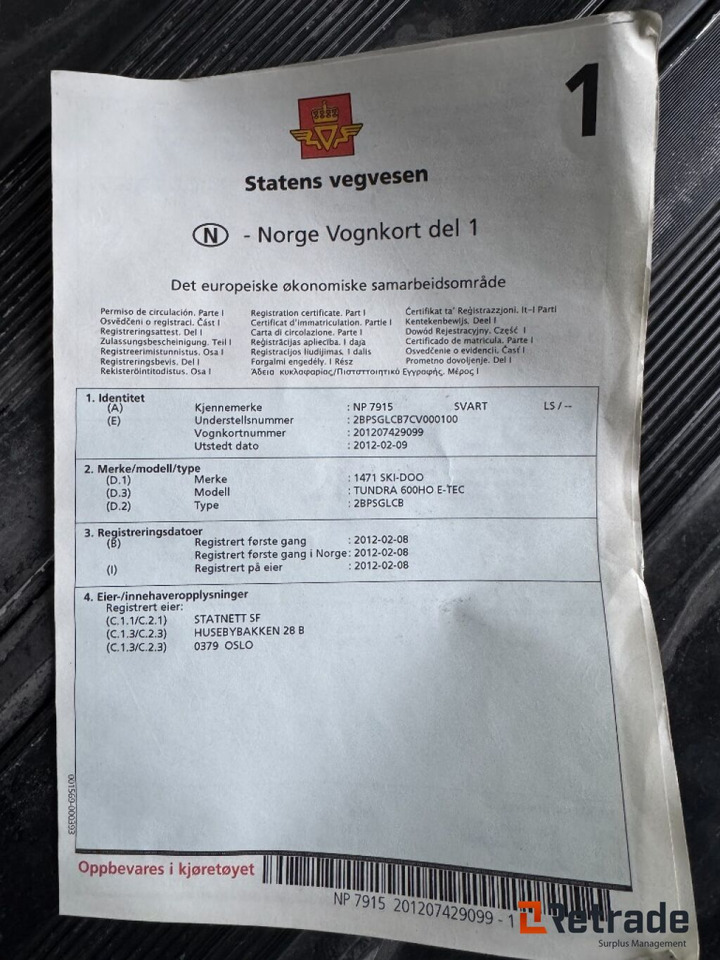 1
Statens vegvesen
N - Norge Vognkort del 1
Det europeiske økonomiske samarbeidsområde
Permiso de circulación. Parte I
Osvědčeni o registraci. Část I
Registreringsattest. Del I
Zulassungsbescheinigung. Teil I
Registreerimistunnistus. Osa I
Registreringsbevis. Del I
Rekisteröintitodistus. Osa I
Registration certificate. Part I
Certificat d'immatriculation. Partie I
Carta di circolazione. Parte I
Reģistrācijas apliecība. I daļa
Registracijos liudijimas. I dalis
Forgalmi engedély. I Rész
Άδεια κυκλοφαρίας/Πιστοποιητικό Εγγραφής. Μέρος I
Ċertifikat ta' Reġistrazzjoni. It-I Parti
Kentekenbewijs. Deel I
Dowód Rejestracyjny. Część I
Certificado de matrícula. Parte I
Osvedčenie o evidencii. Časť I
Prometno dovoljenje. Del I
1. Identitet
(A) Kjennemerke : NP 7915 SVART LS / --
(E) Understellsnummer : 2BPSGLCB7CV000100
Vognkortnummer : 201207429099
Utstedt dato : 2012-02-09
2. Merke/modell/type
(D.1) Merke : 1471 SKI-DOO
(D.3) Modell : TUNDRA 600HO E-TEC
(D.2) Type : 2BPSGLCB
3. Registreringsdatoer
(B) Registrert første gang : 2012-02-08
Registrert første gang i Norge: 2012-02-08
(I) Registrert på eier : 2012-02-08
4. Eier-/innehaveropplysninger
Registrert eier:
(C.1.1/C.2.1) STATNETT SF
(C.1.3/C.2.3) HUSEBYBAKKEN 28 B
(C.1.3/C.2.3) 0379 OSLO
001569-000393
Oppbevares i kjøretøyet
NP 7915 201207429099 - 1
Retrade
Surplus Management